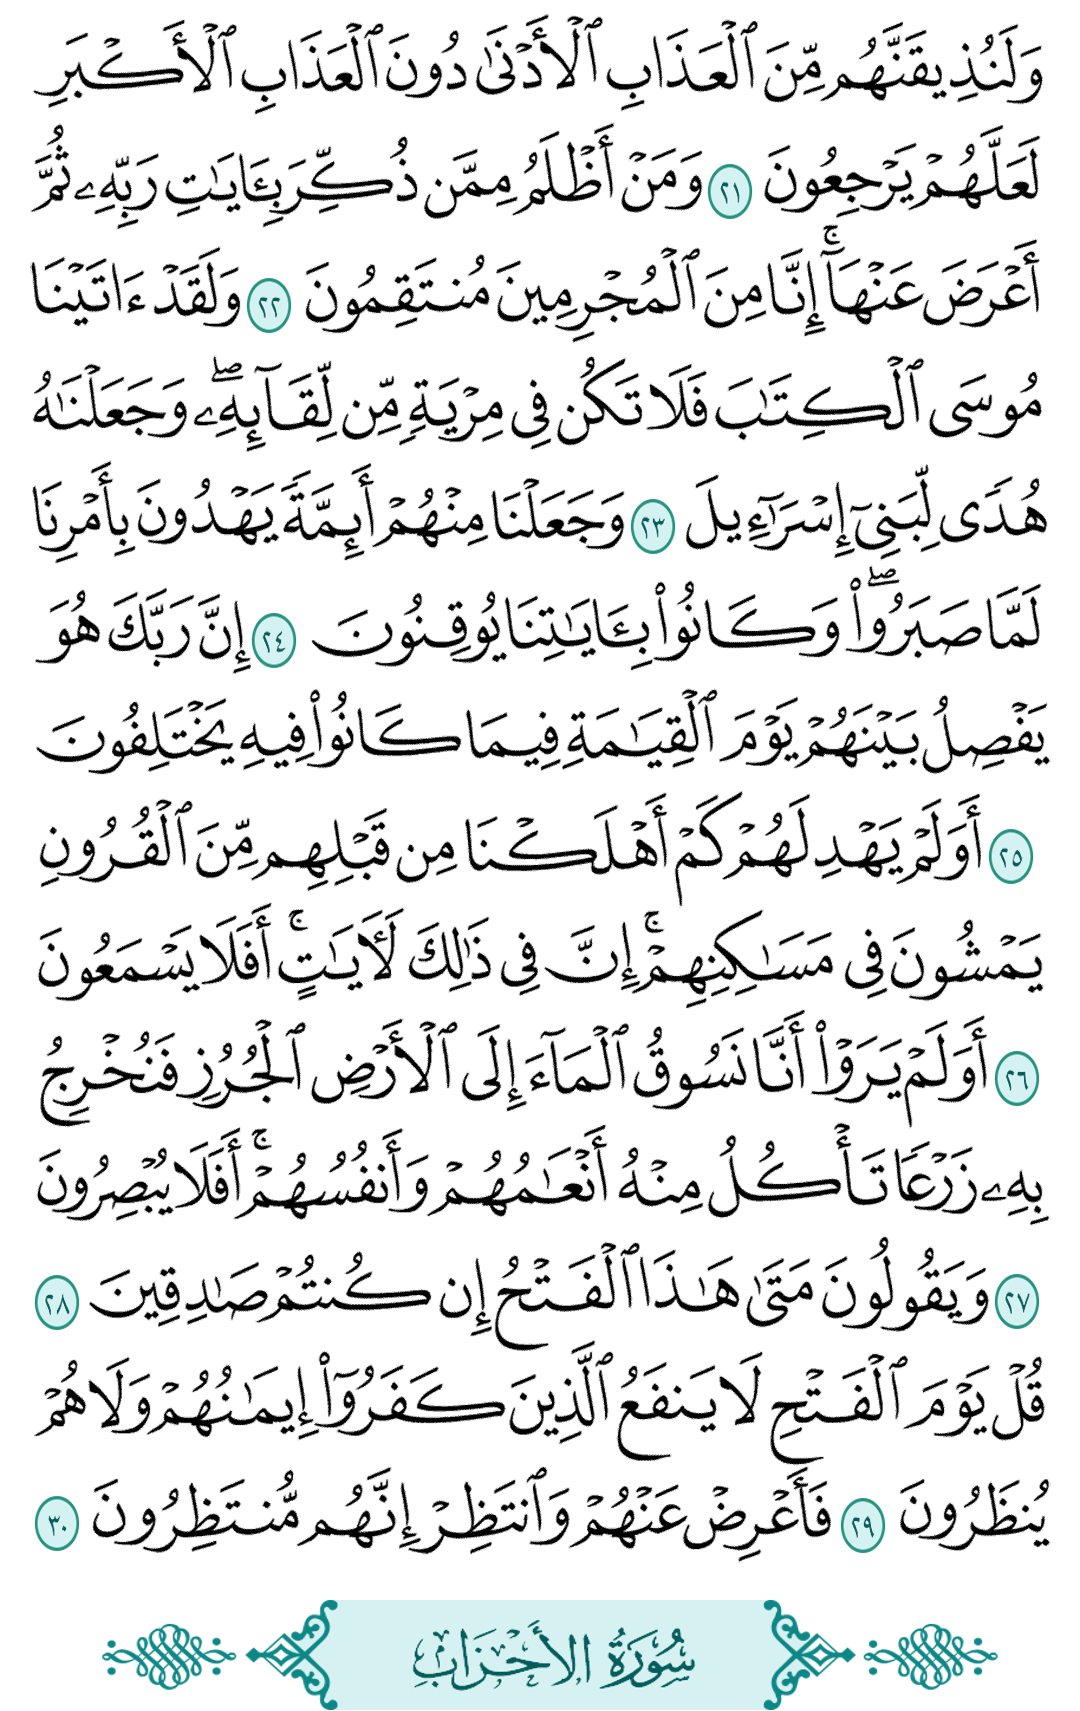 وَلَنُذِيقَنَّهُم مِّنَ ٱلْعَذَابِ ٱلْأَدْنَىٰ دُونَ ٱلْعَذَابِ ٱلْأَكْبَرِ
لَعَلَّهُمْ يَرْجِعُونَ ٢١ وَمَنْ أَظْلَمُ مِمَّن ذُكِّرَ بِـَٔايَـٰتِ رَبِّهِۦ ثُمَّ
أَعْرَضَ عَنْهَآ ۚ إِنَّا مِنَ ٱلْمُجْرِمِينَ مُنتَقِمُونَ ٢٢ وَلَقَدْ ءَاتَيْنَا
مُوسَى ٱلْكِتَـٰبَ فَلَا تَكُن فِى مِرْيَةٍ مِّن لِّقَآئِهِۦ ۖ وَجَعَلْنَـٰهُ
هُدًى لِّبَنِىٓ إِسْرَٰٓءِيلَ ٢٣ وَجَعَلْنَا مِنْهُمْ أَئِمَّةً يَهْدُونَ بِأَمْرِنَا
لَمَّا صَبَرُوا۟ ۖ وَكَانُوا۟ بِـَٔايَـٰتِنَا يُوقِنُونَ ٢٤ إِنَّ رَبَّكَ هُوَ
يَفْصِلُ بَيْنَهُمْ يَوْمَ ٱلْقِيَـٰمَةِ فِيمَا كَانُوا۟ فِيهِ يَخْتَلِفُونَ
٢٥ أَوَلَمْ يَهْدِ لَهُمْ كَمْ أَهْلَكْنَا مِن قَبْلِهِم مِّنَ ٱلْقُرُونِ
يَمْشُونَ فِى مَسَـٰكِنِهِمْ ۚ إِنَّ فِى ذَٰلِكَ لَـَٔايَـٰتٍ ۖ أَفَلَا يَسْمَعُونَ
٢٦ أَوَلَمْ يَرَوْا۟ أَنَّا نَسُوقُ ٱلْمَآءَ إِلَى ٱلْأَرْضِ ٱلْجُرُزِ فَنُخْرِجُ
بِهِۦ زَرْعًا تَأْكُلُ مِنْهُ أَنْعَـٰمُهُمْ وَأَنفُسُهُمْ ۚ أَفَلَا يُبْصِرُونَ
٢٧ وَيَقُولُونَ مَتَىٰ هَـٰذَا ٱلْفَتْحُ إِن كُنتُمْ صَـٰدِقِينَ ٢٨
قُلْ يَوْمَ ٱلْفَتْحِ لَا يَنفَعُ ٱلَّذِينَ كَفَرُوٓا۟ إِيمَـٰنُهُمْ وَلَا هُمْ
يُنظَرُونَ ٢٩ فَأَعْرِضْ عَنْهُمْ وَٱنتَظِرْ إِنَّهُم مُّنتَظِرُونَ ٣٠
سُورَةُ الأَحْزَابِ